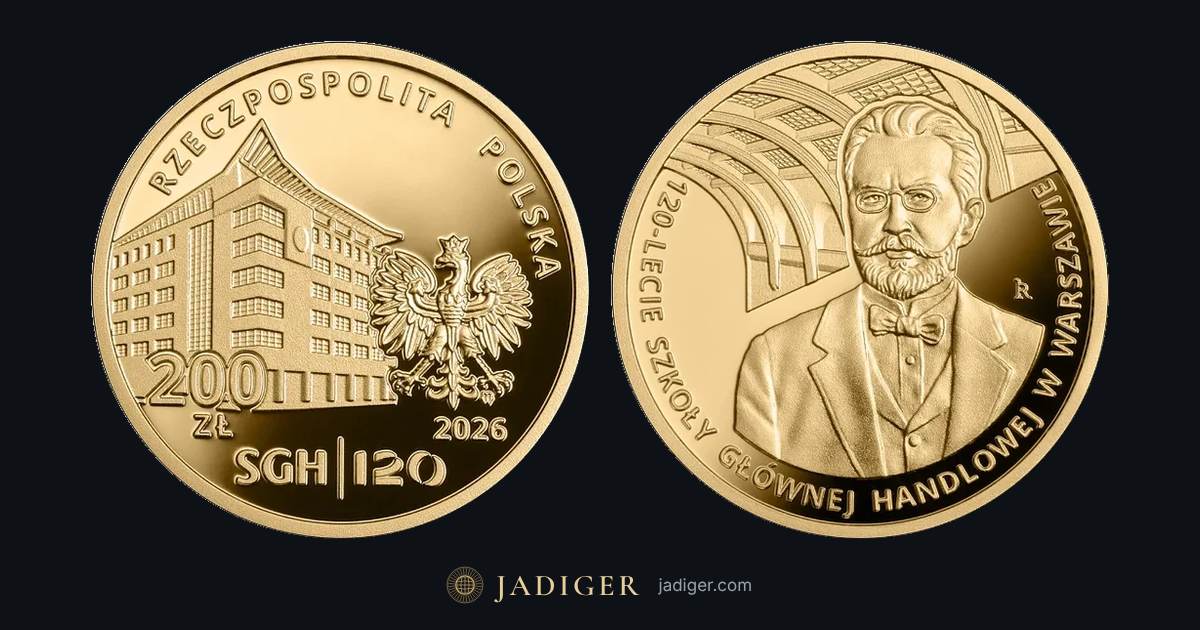 RZECZPOSPOLITA POLSKA
200
ZŁ
2026
SGH|120
120-LECIE SZKOŁY GŁÓWNEJ HANDLOWEJ W WARSZAWIE
JADIGER
jadiger.com